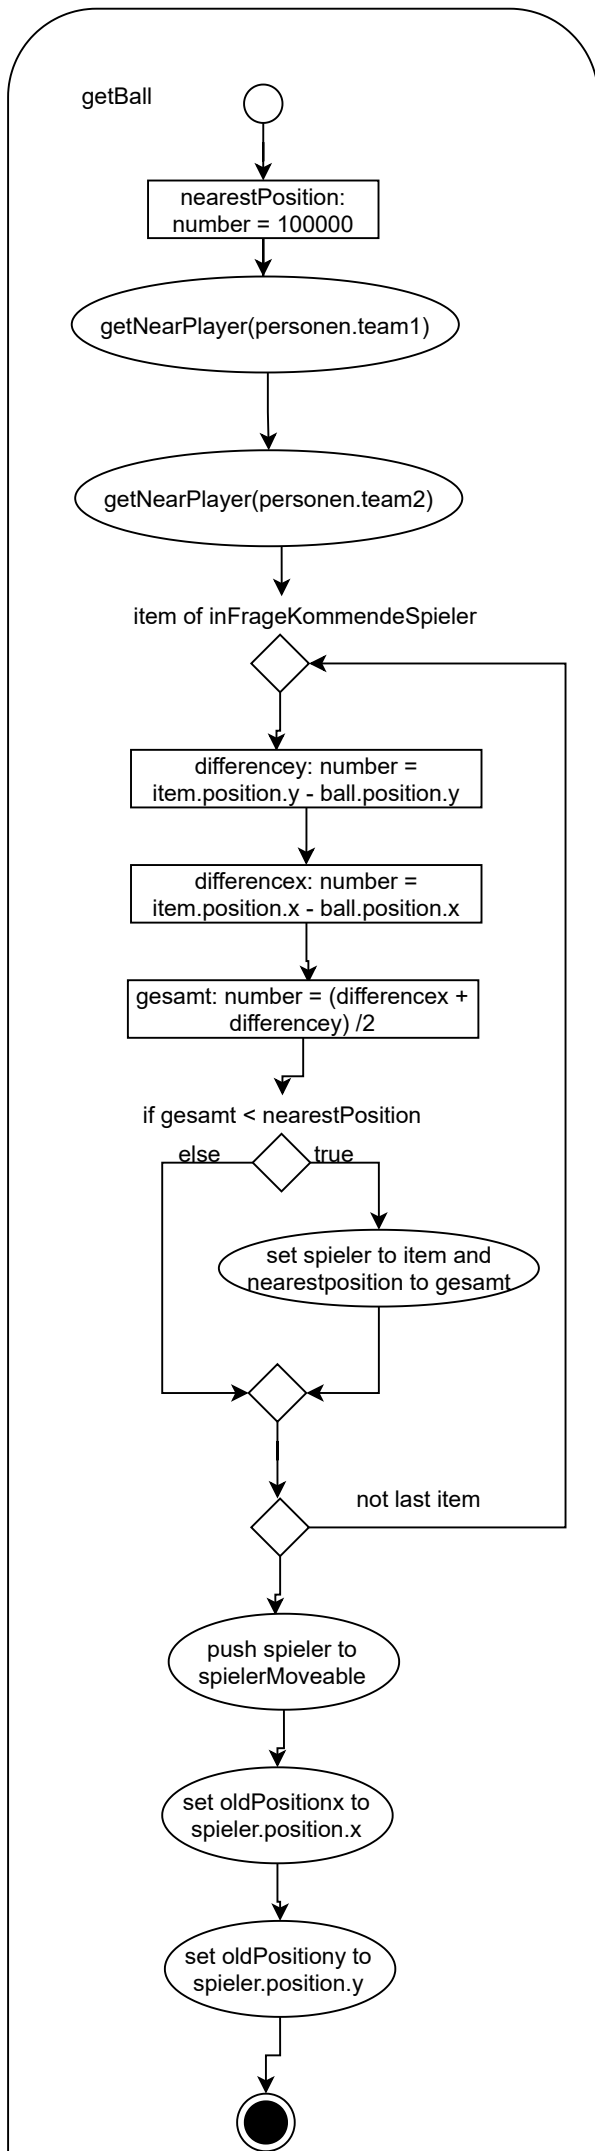 getBall
nearestPosition:
number = 100000
getNearPlayer(personen.team1)
getNearPlayer(personen.team2)
item of inFrageKommendeSpieler
differencey: number =
item.position.y - ball.position.y
differencex: number =
item.position.x - ball.position.x
gesamt: number = (differencex +
differencey) /2
if gesamt < nearestPosition
else
true
set spieler to item and
nearestposition to gesamt
not last item
push spieler to
spielerMoveable
set oldPositionx to
spieler.position.x
set oldPositiony to
spieler.position.y